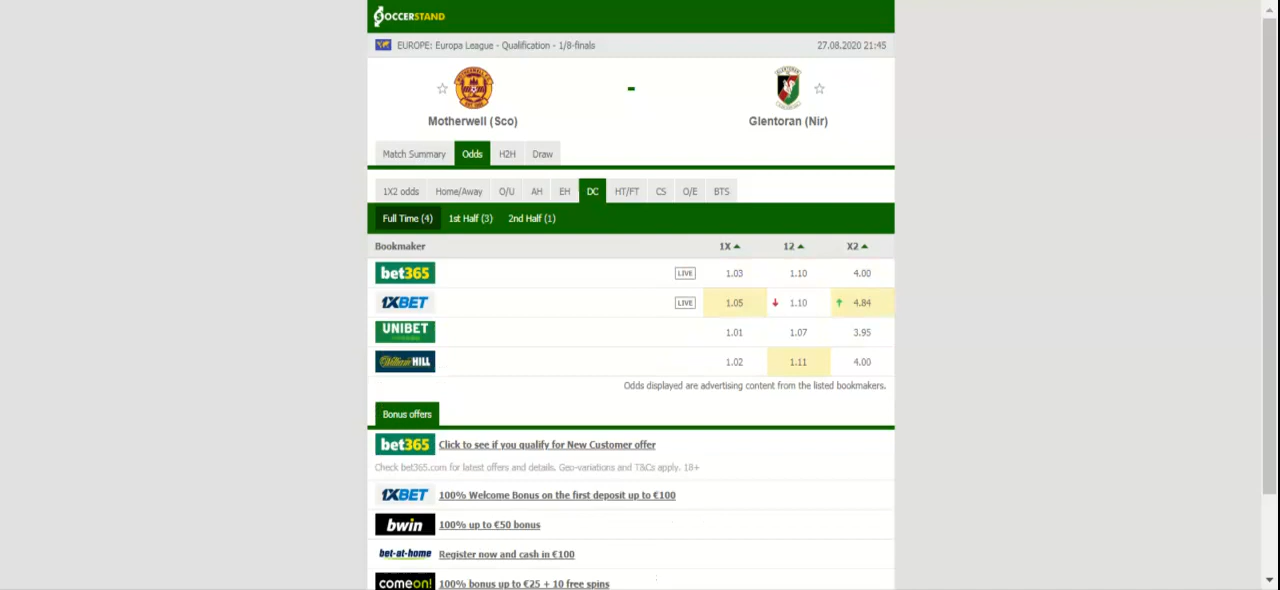 SOCCERSTAND
EUROPE: Europa League - Qualification - 1/8-finals 27.08.2020 21:45
-
Motherwell (Sco) Glentoran (Nir)
Match Summary Odds H2H Draw
1X2 odds Home/Away O/U AH EH DC HT/FT CS O/E BTS
Full Time (4) 1st Half (3) 2nd Half (1)
Bookmaker 1X 12 X2
bet365 LIVE 1.03 1.10 4.00
1XBET LIVE 1.05 1.10 4.84
UNIBET 1.01 1.07 3.95
William HILL 1.02 1.11 4.00
Odds displayed are advertising content from the listed bookmakers.
Bonus offers
bet365 Click to see if you qualify for New Customer offer
Check bet365.com for latest offers and details. Geo-variations and T&Cs apply. 18+
1XBET 100% Welcome Bonus on the first deposit up to €100
bwin 100% up to €50 bonus
bet-at-home Register now and cash in €100
comeon! 100% bonus up to €25 + 10 free spins